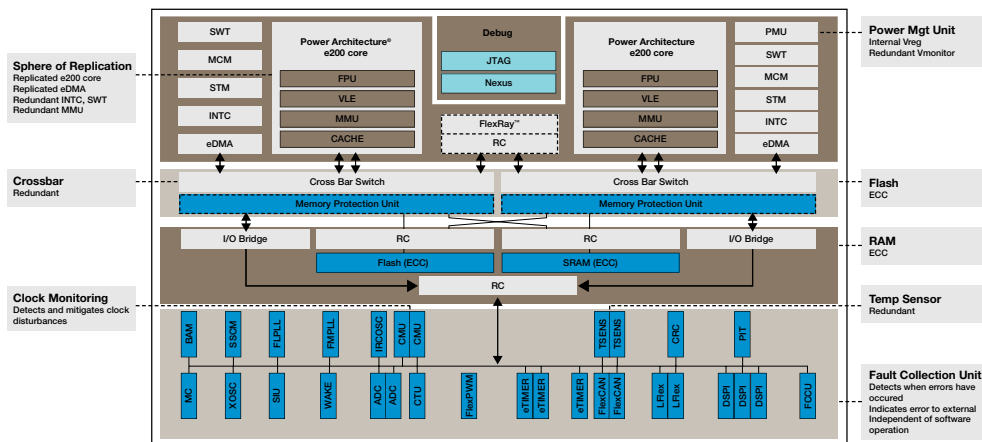 Sphere of Replication
Replicated e200 core
Replicated eDMA
Redundant INTC, SWT
Redundant MMU
Crossbar
Redundant
Clock Monitoring
Detects and mitigates clock
disturbances
SWT
MCM
STM
INTC
eDMA
Power Architecture®
e200 core
FPU
VLE
MMU
CACHE
Debug
JTAG
Nexus
FlexRay™
RC
Power Architecture
e200 core
FPU
VLE
MMU
CACHE
PMU
SWT
MCM
STM
INTC
eDMA
Cross Bar Switch
Cross Bar Switch
Memory Protection Unit
Memory Protection Unit
I/O Bridge
RC
RC
I/O Bridge
Flash (ECC)
SRAM (ECC)
RC
BAM
SSCM
FLPLL
FMPLL
IRCOSC
CMU
CMU
TSENS
TSENS
CRC
PIT
MC
XOSC
SIU
WAKE
ADC
ADC
CTU
FlexPWM
eTIMER
eTIMER
eTIMER
FlexCAN
FlexCAN
LFlex
LFlex
DSPI
DSPI
DSPI
FCCU
Power Mgt Unit
Internal Vreg
Redundant Vmonitor
Flash
ECC
RAM
ECC
Temp Sensor
Redundant
Fault Collection Unit
Detects when errors have
occured
Indicates error to external
Independent of software
operation